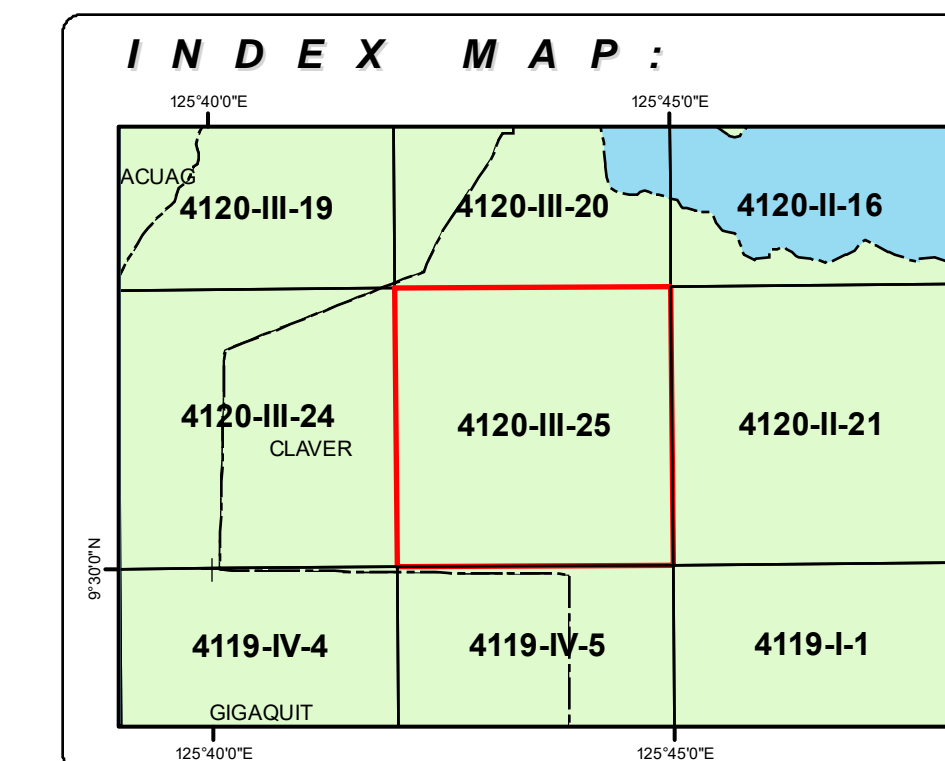 INDEX MAP:
125°40'0"E 125°45'0"E
ACUAG
4120-III-19 4120-III-20 4120-II-16
4120-III-24 4120-III-25 4120-II-21
CLAVER
9°30'0"N
4119-IV-4 4119-IV-5 4119-I-1
GIGAQUIT
125°40'0"E 125°45'0"E